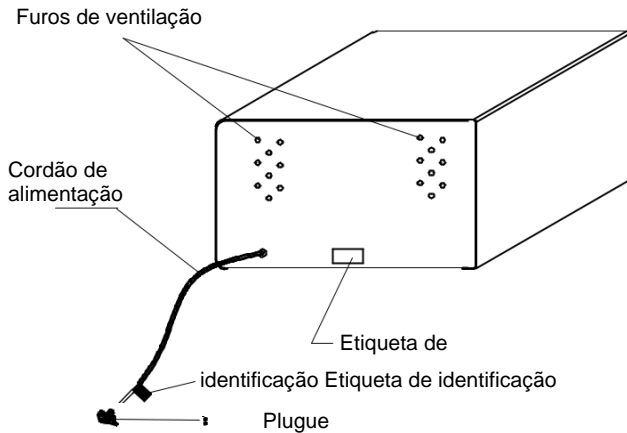 Furos de ventilação
Cordão de
alimentação
Etiqueta de
identificação Etiqueta de identificação
Plugue